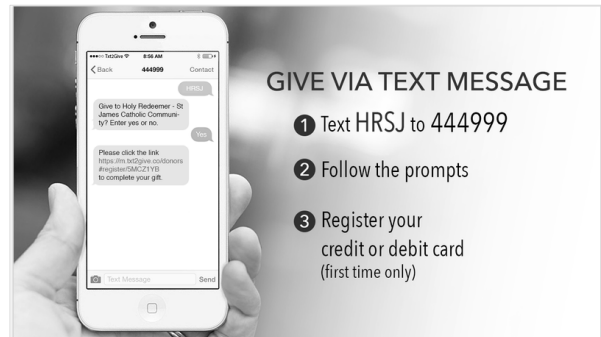 Txt2Give 8:56 AM
Back 444999 Contact
HRSJ
Give to Holy Redeemer - St
James Catholic Communi-
ty? Enter yes or no.
Yes
Please click the link
https://m.txt2give.co/donors
#register/5MCZ1YB
to complete your gift.
Text Message Send
GIVE VIA TEXT MESSAGE
1 Text HRSJ to 444999
2 Follow the prompts
3 Register your
credit or debit card
(first time only)